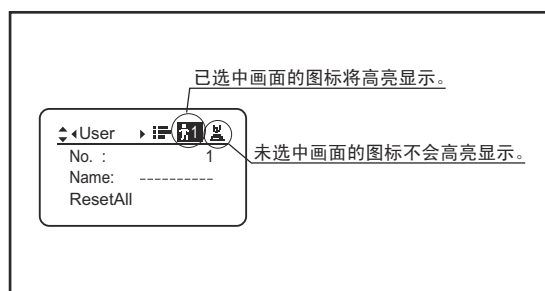 已选中画面的图标将高亮显示。
User
1
No. : 1
未选中画面的图标不会高亮显示。
Name: ----------
ResetAll